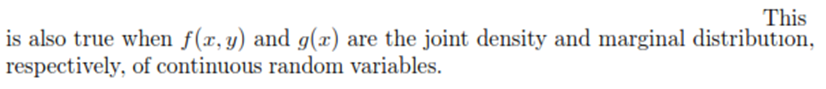 This
is also true when f(x, y) and g(x) are the joint density and marginal distribution,
respectively, of continuous random variables.